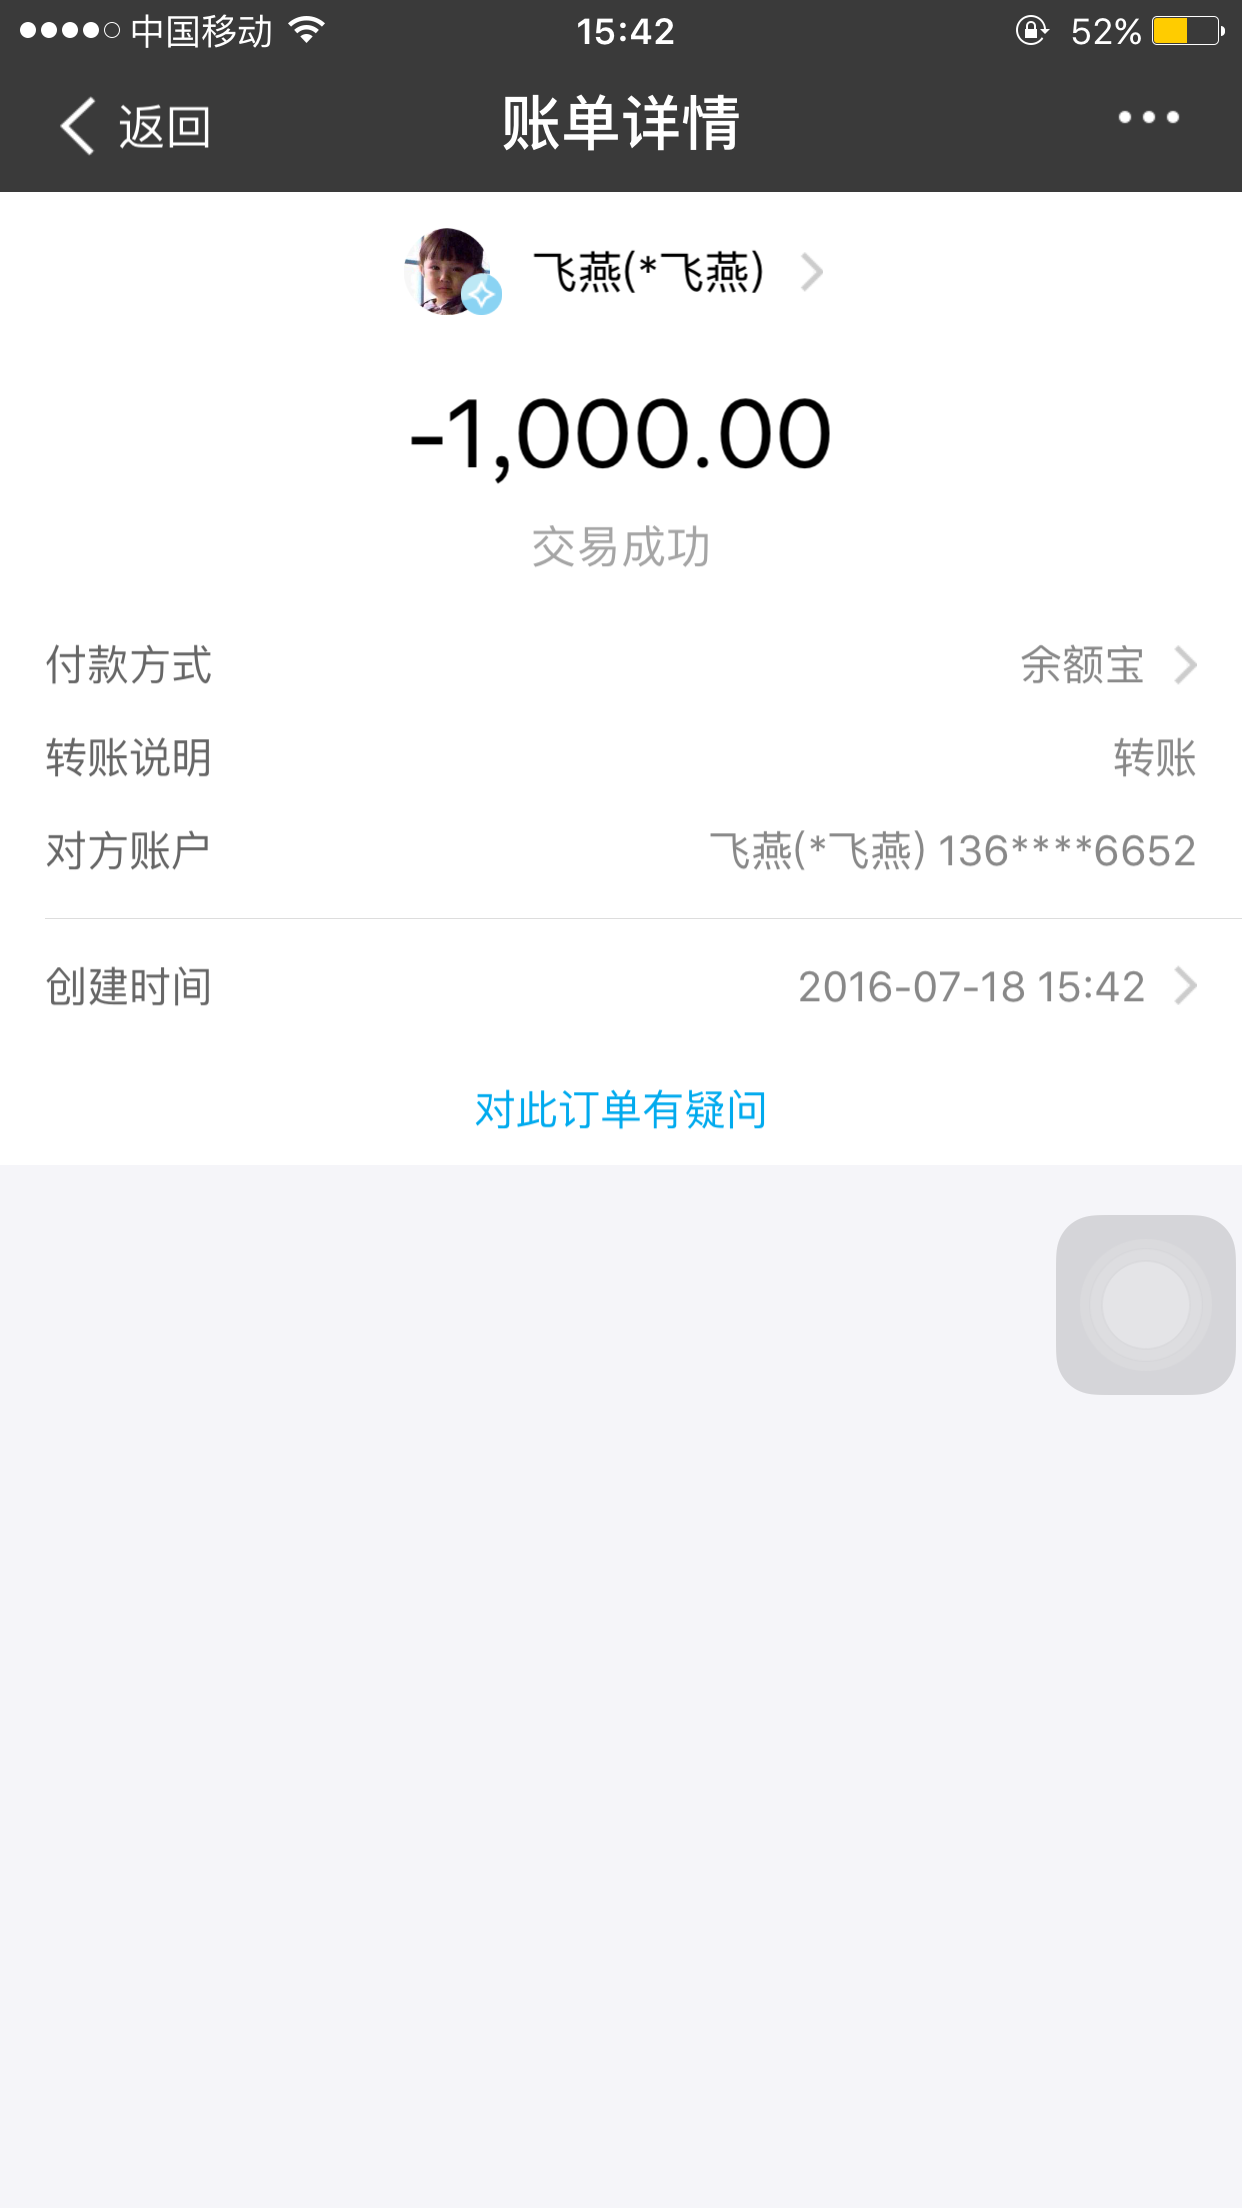 中国移动 15:42 52%
返回 账单详情
飞燕(*飞燕)
-1,000.00
交易成功
付款方式 余额宝
转账说明 转账
对方账户 飞燕(*飞燕) 136****6652
创建时间 2016-07-18 15:42
对此订单有疑问